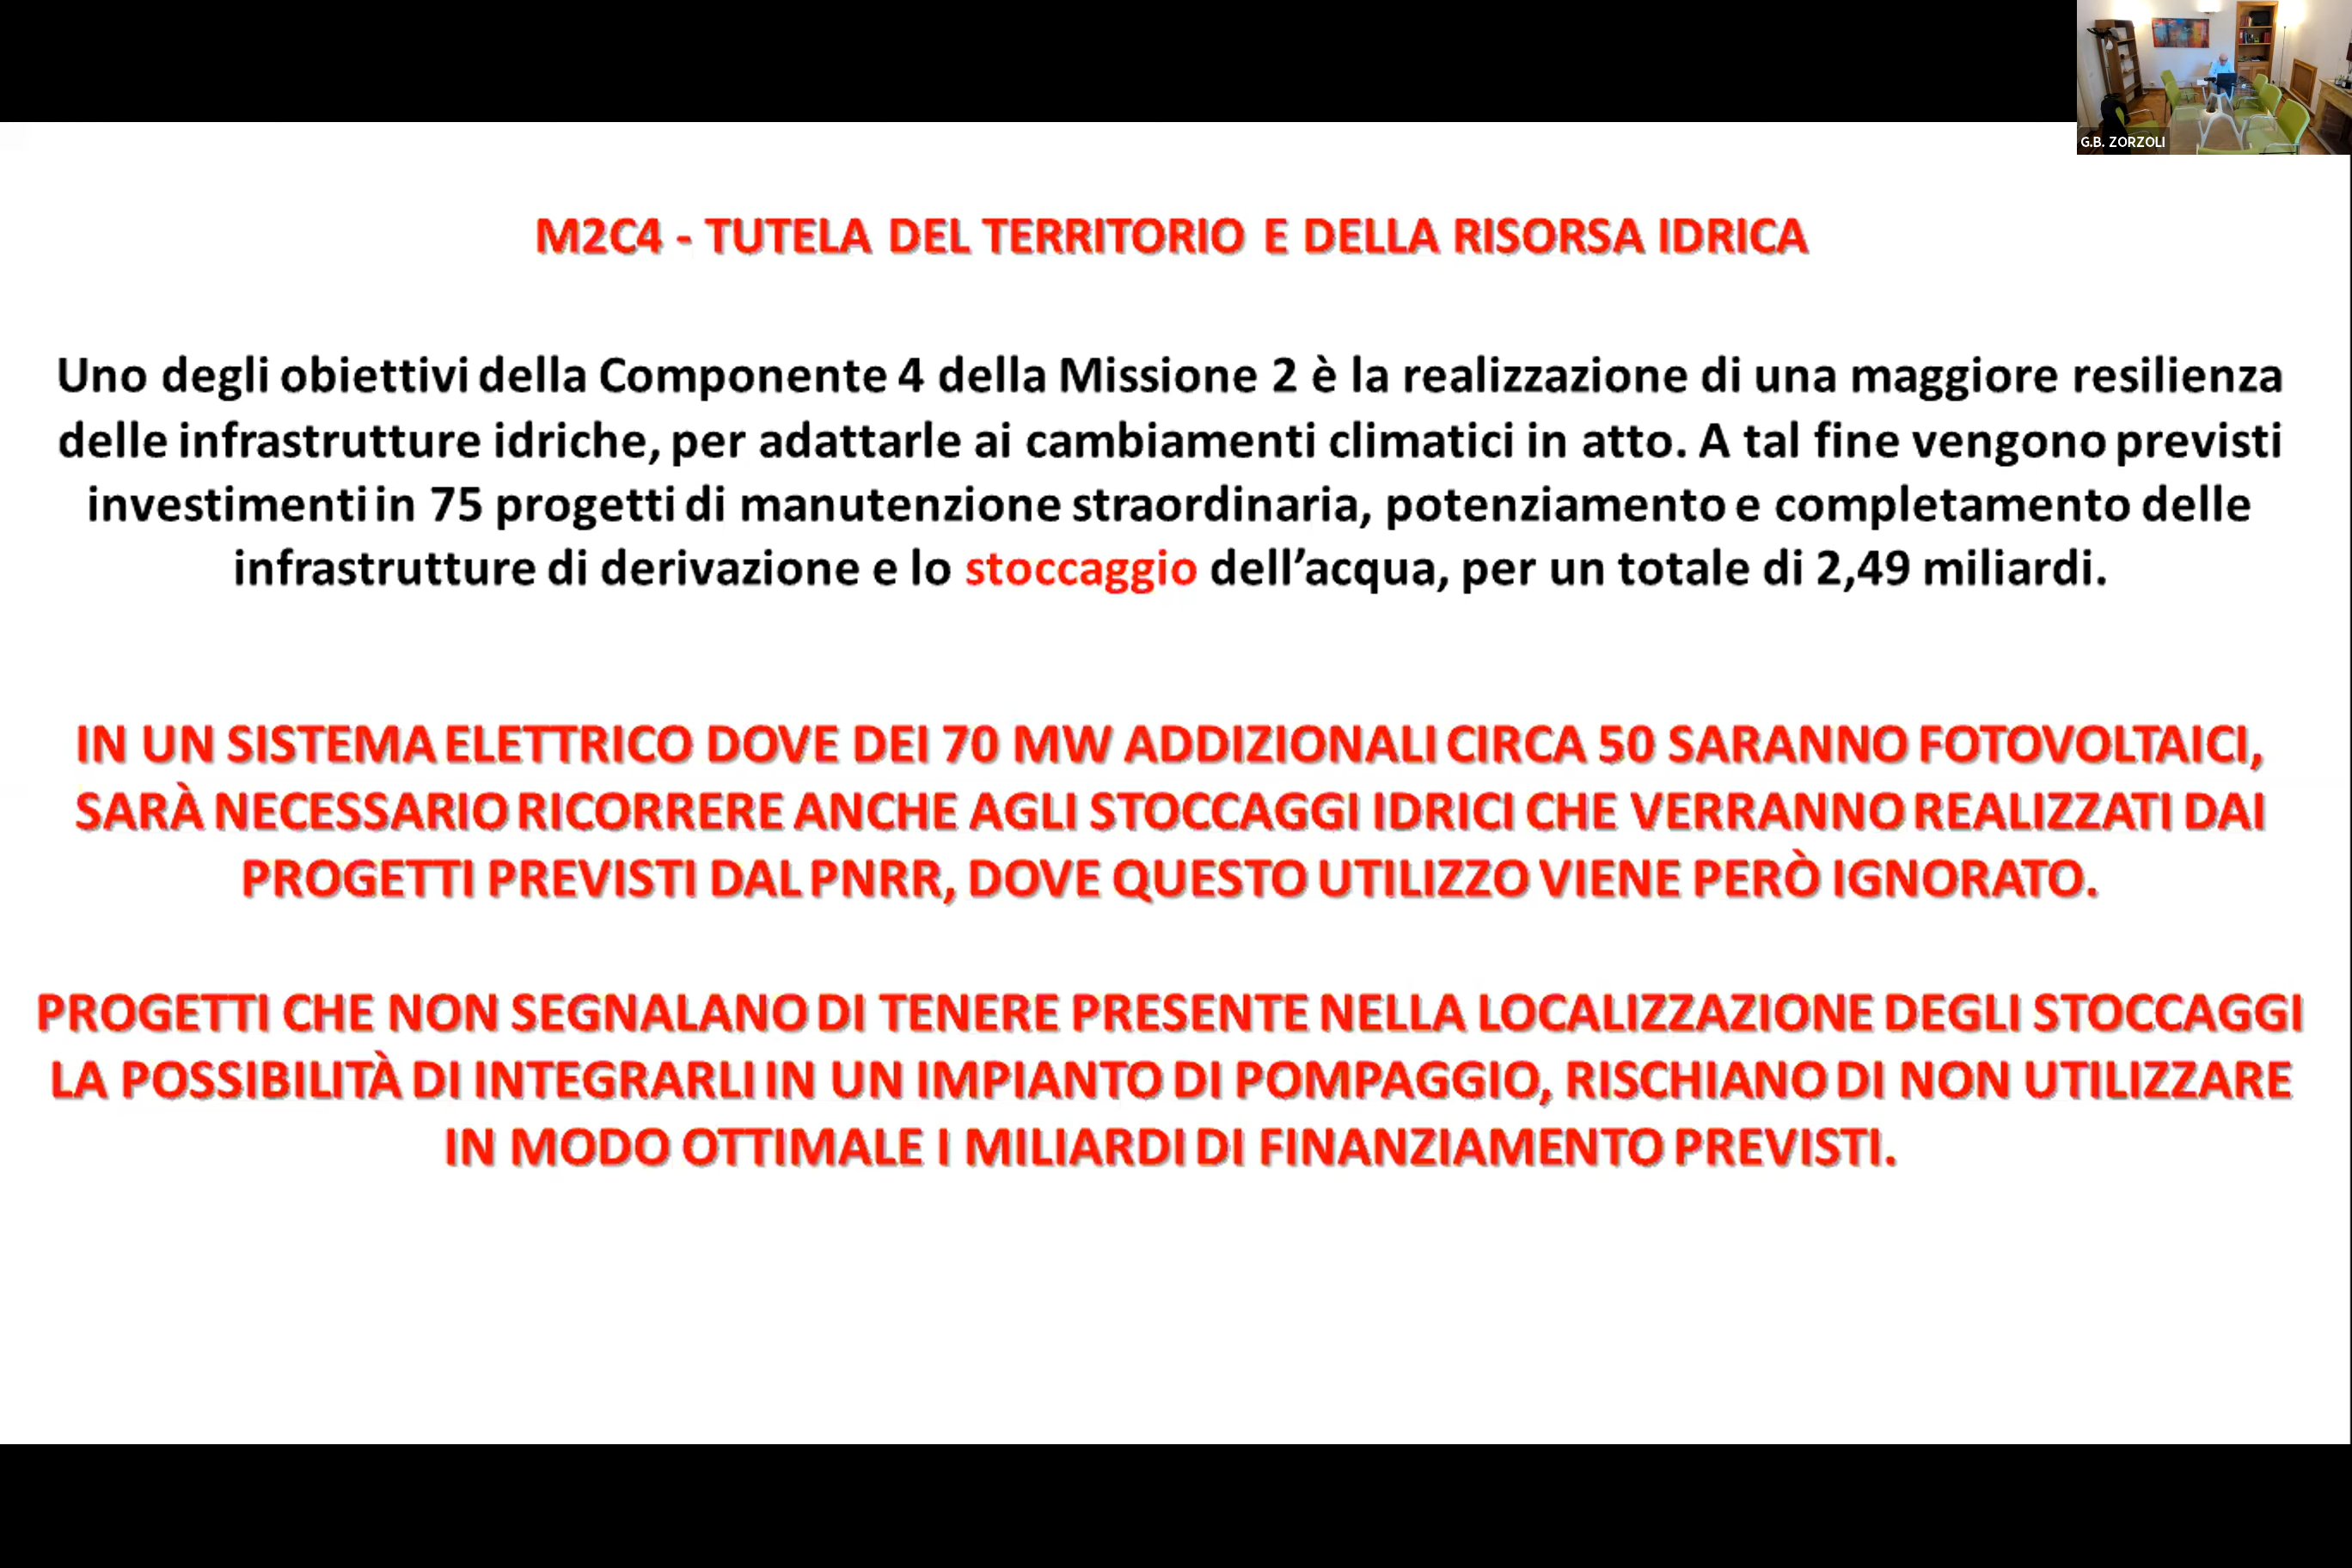 G.B. ZORZOLI
M2C4 - TUTELA DEL TERRITORIO E DELLA RISORSA IDRICA
Uno degli obiettivi della Componente 4 della Missione 2 è la realizzazione di una maggiore resilienza
delle infrastrutture idriche, per adattarle ai cambiamenti climatici in atto. A tal fine vengono previsti
investimenti in 75 progetti di manutenzione straordinaria, potenziamento e completamento delle
infrastrutture di derivazione e lo stoccaggio dell’acqua, per un totale di 2,49 miliardi.
IN UN SISTEMA ELETTRICO DOVE DEI 70 MW ADDIZIONALI CIRCA 50 SARANNO FOTOVOLTAICI,
SARÀ NECESSARIO RICORRERE ANCHE AGLI STOCCAGGI IDRICI CHE VERRANNO REALIZZATI DAI
PROGETTI PREVISTI DAL PNRR, DOVE QUESTO UTILIZZO VIENE PERÒ IGNORATO.
PROGETTI CHE NON SEGNALANO DI TENERE PRESENTE NELLA LOCALIZZAZIONE DEGLI STOCCAGGI
LA POSSIBILITÀ DI INTEGRARLI IN UN IMPIANTO DI POMPAGGIO, RISCHIANO DI NON UTILIZZARE
IN MODO OTTIMALE I MILIARDI DI FINANZIAMENTO PREVISTI.